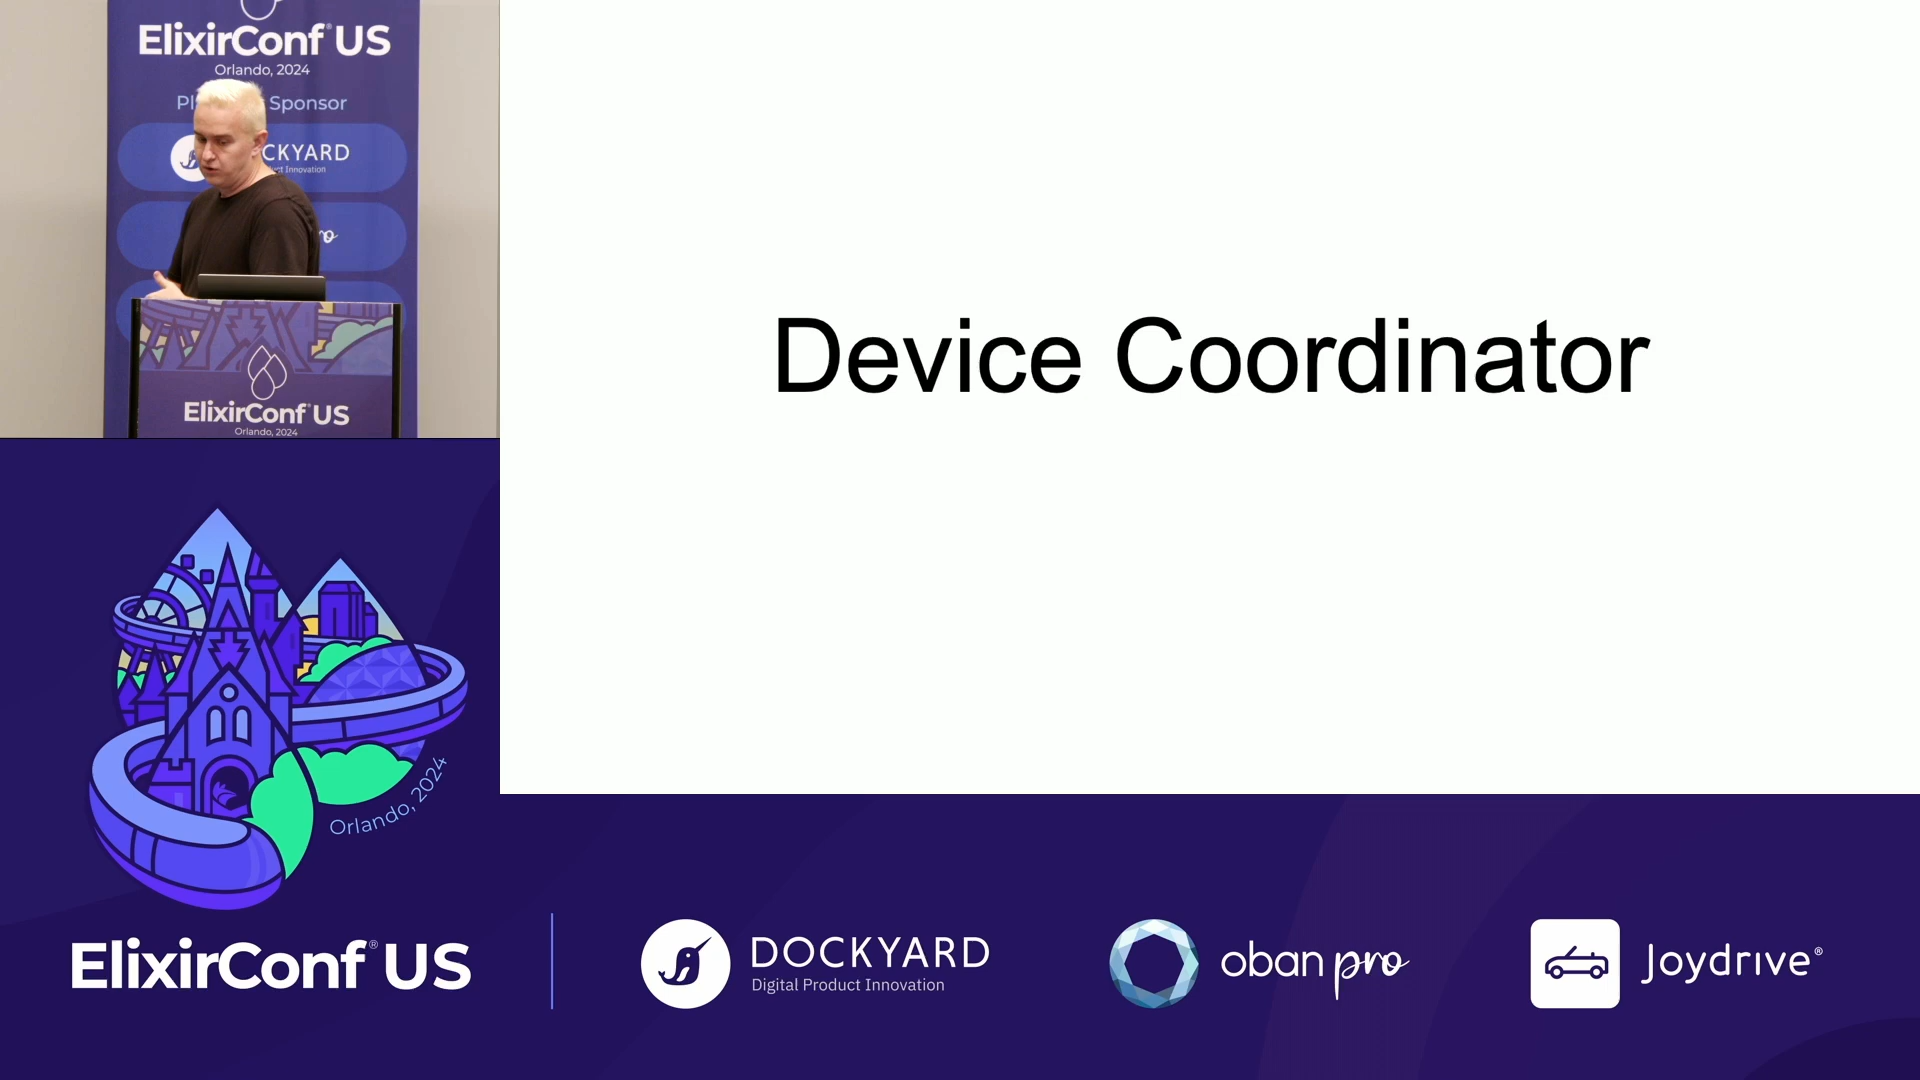 ElixirConf® US
Orlando, 2024
Sponsor
CKYARD
Innovation
ElixirConf® US
Orlando, 2024
Device Coordinator
Orlando, 2024
ElixirConf® US
DOCKYARD
Digital Product Innovation
oban pro
Joydrive®